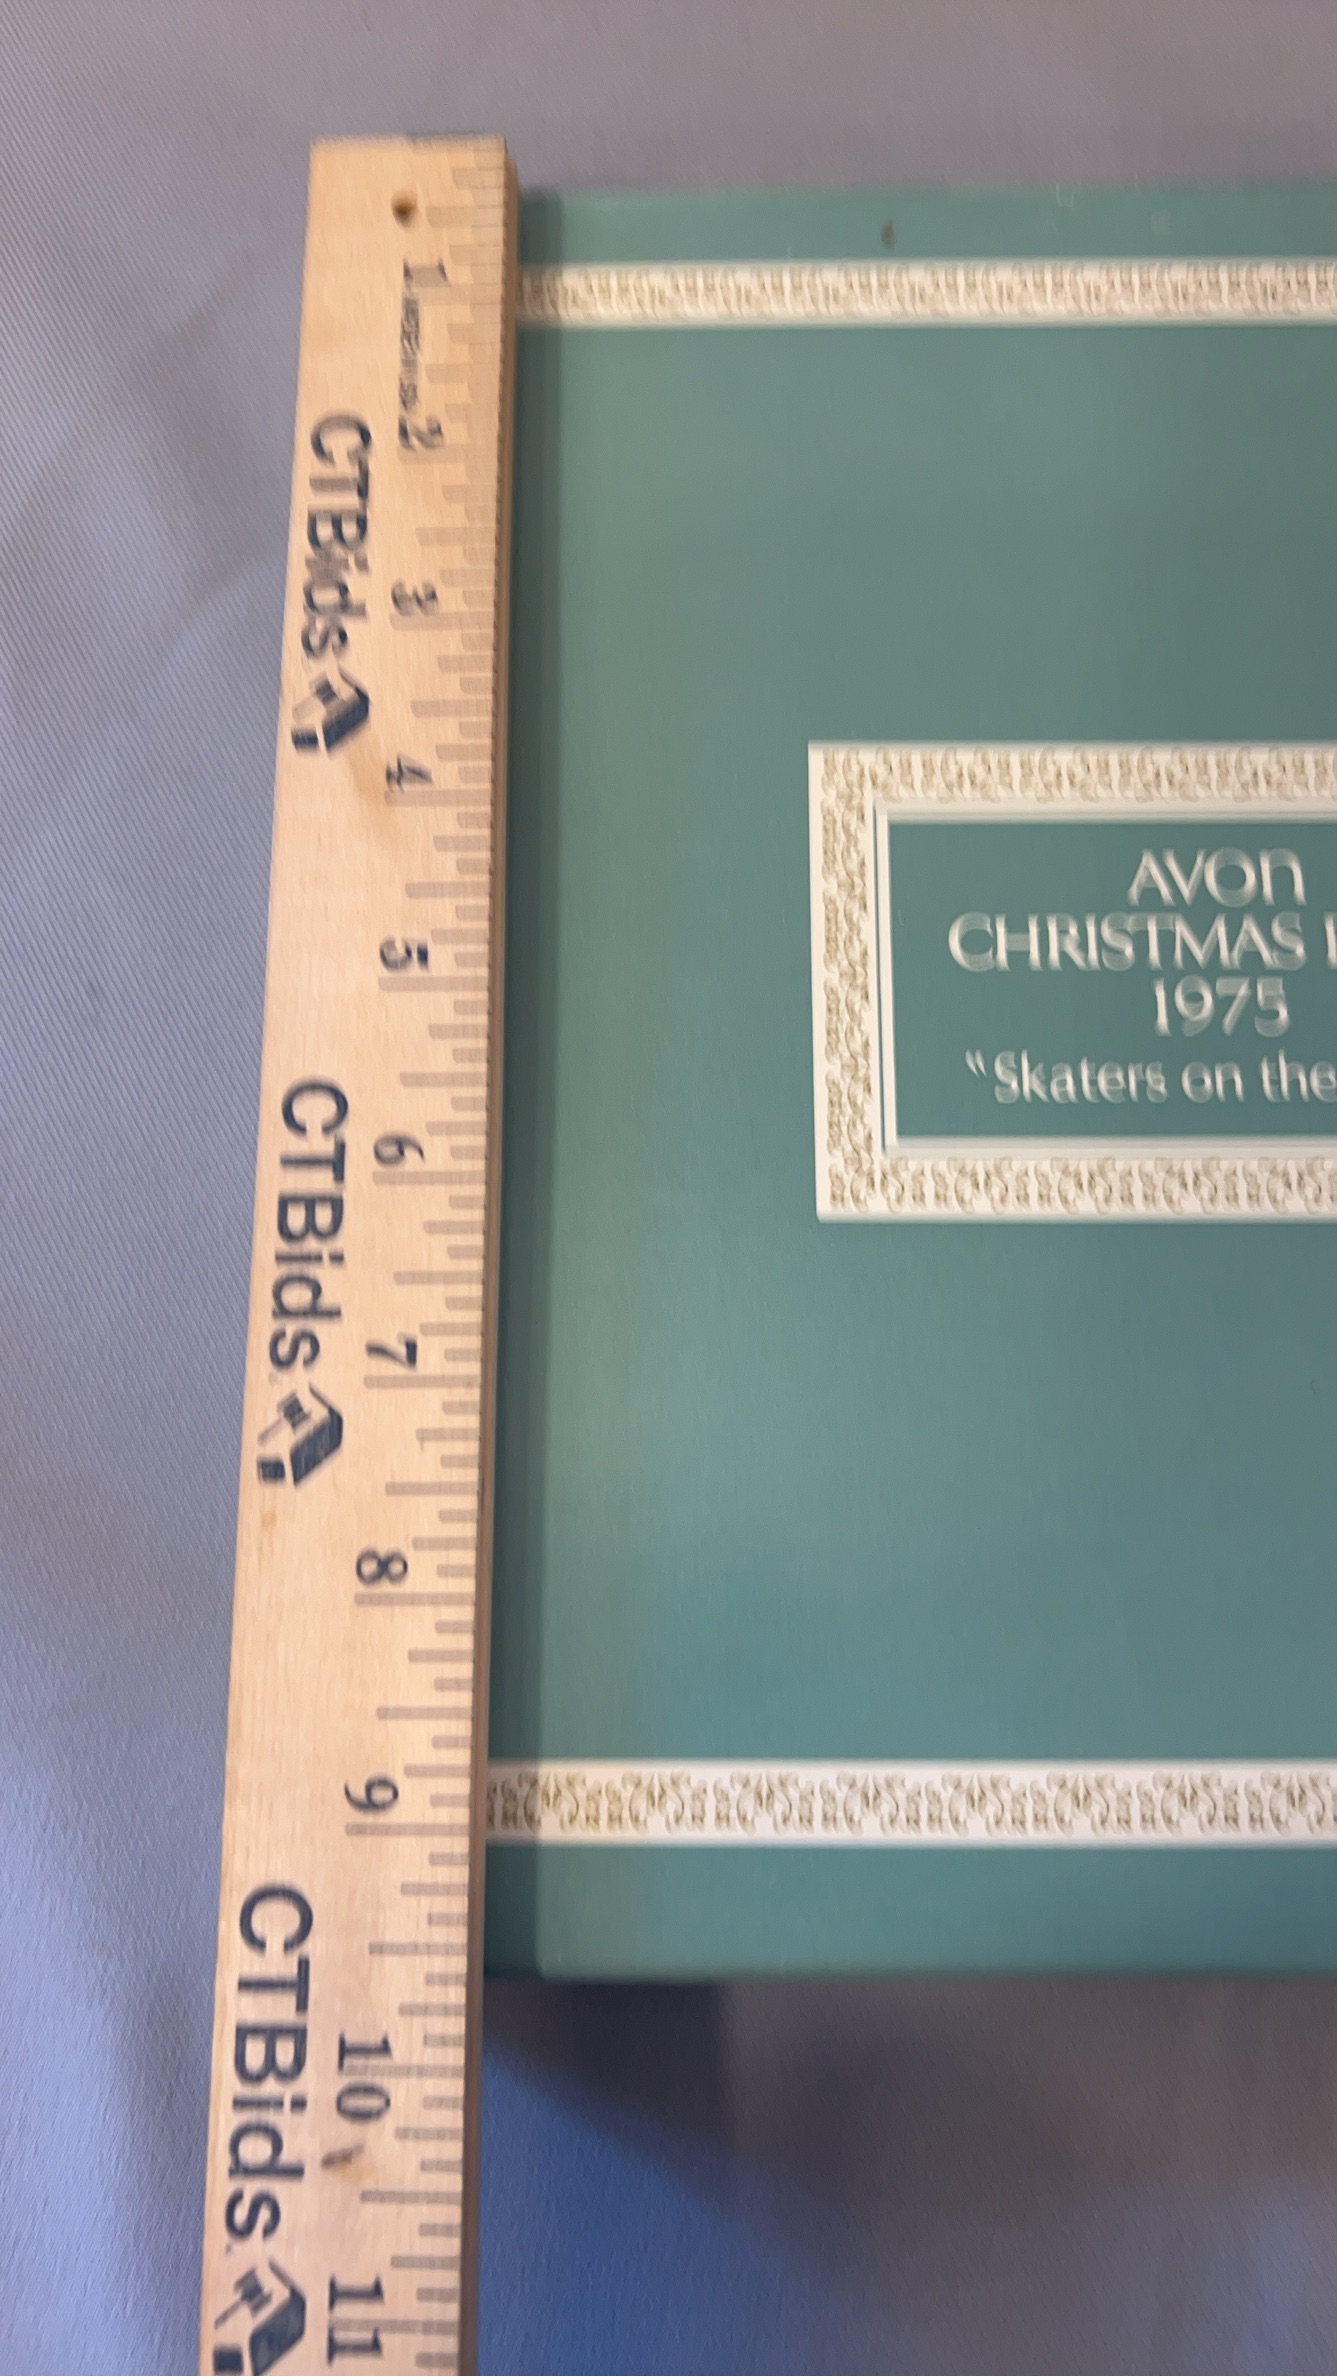 1
2
3
4
5
6
7
8
9
10
11
CTBids
CTBids
CTBids.
AVON
CHRISTMAS
1975
"Skaters on the